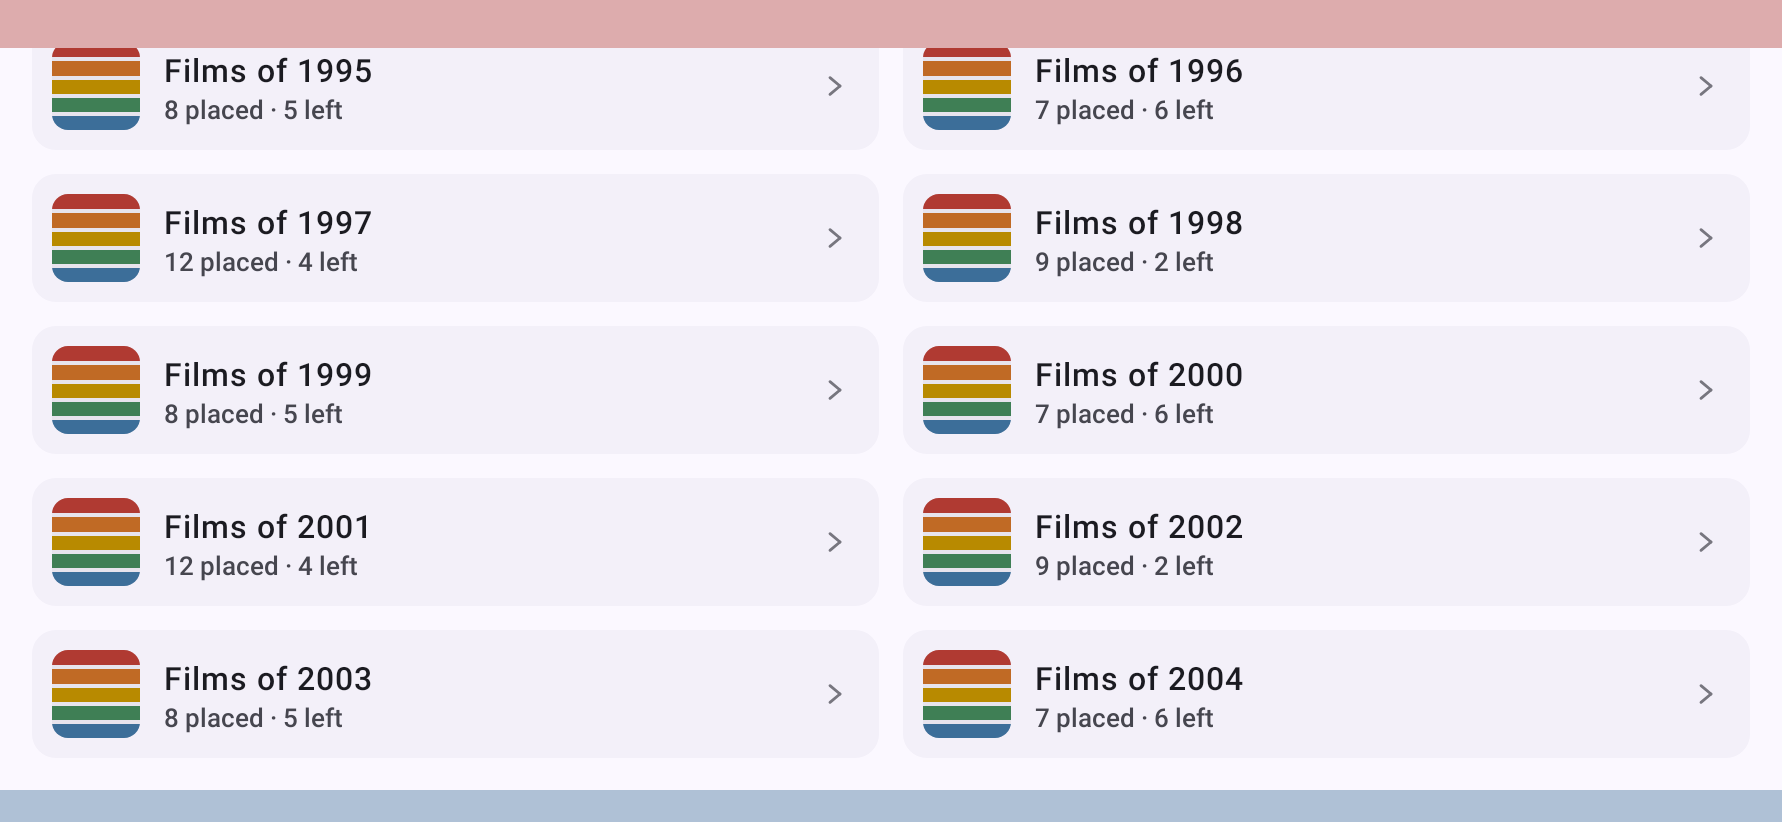 Films of 1995
8 placed · 5 left
Films of 1996
7 placed · 6 left
Films of 1997
12 placed · 4 left
Films of 1998
9 placed · 2 left
Films of 1999
8 placed · 5 left
Films of 2000
7 placed · 6 left
Films of 2001
12 placed · 4 left
Films of 2002
9 placed · 2 left
Films of 2003
8 placed · 5 left
Films of 2004
7 placed · 6 left